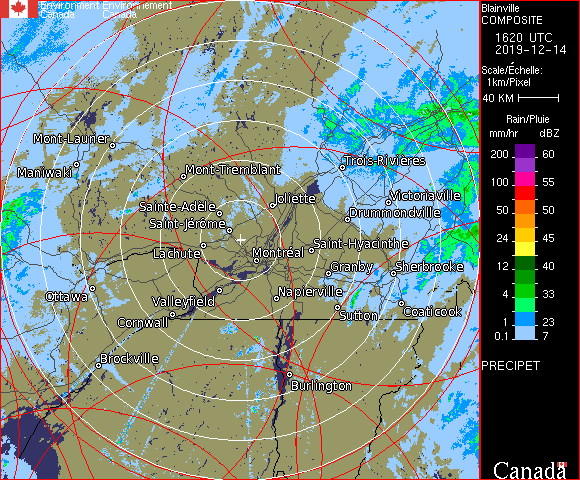 Environment Environnement
Canada Canada
Mont-Laurier
Maniwaki
Mont-Tremblant
Trois-Rivières
Sainte-Adele
Joliette
Victoriaville
Saint-Jérôme
Drummondville
Lachute
Montréal
Saint-Hyacinthe
Granby
Sherbrooke
Ottawa
Valleyfield
Napierville
Cornwall
Sutton
Coaticook
Brockville
Burlington
Blainville
COMPOSITE
1620 UTC
2019-12-14
Scale/Échelle:
1km/Pixel
40 KM
Rain/Pluie
mm/hr dBZ
200 60
100 55
50 50
24 45
12 40
4 33
1 23
0.1 7
PRECIPET
Canada